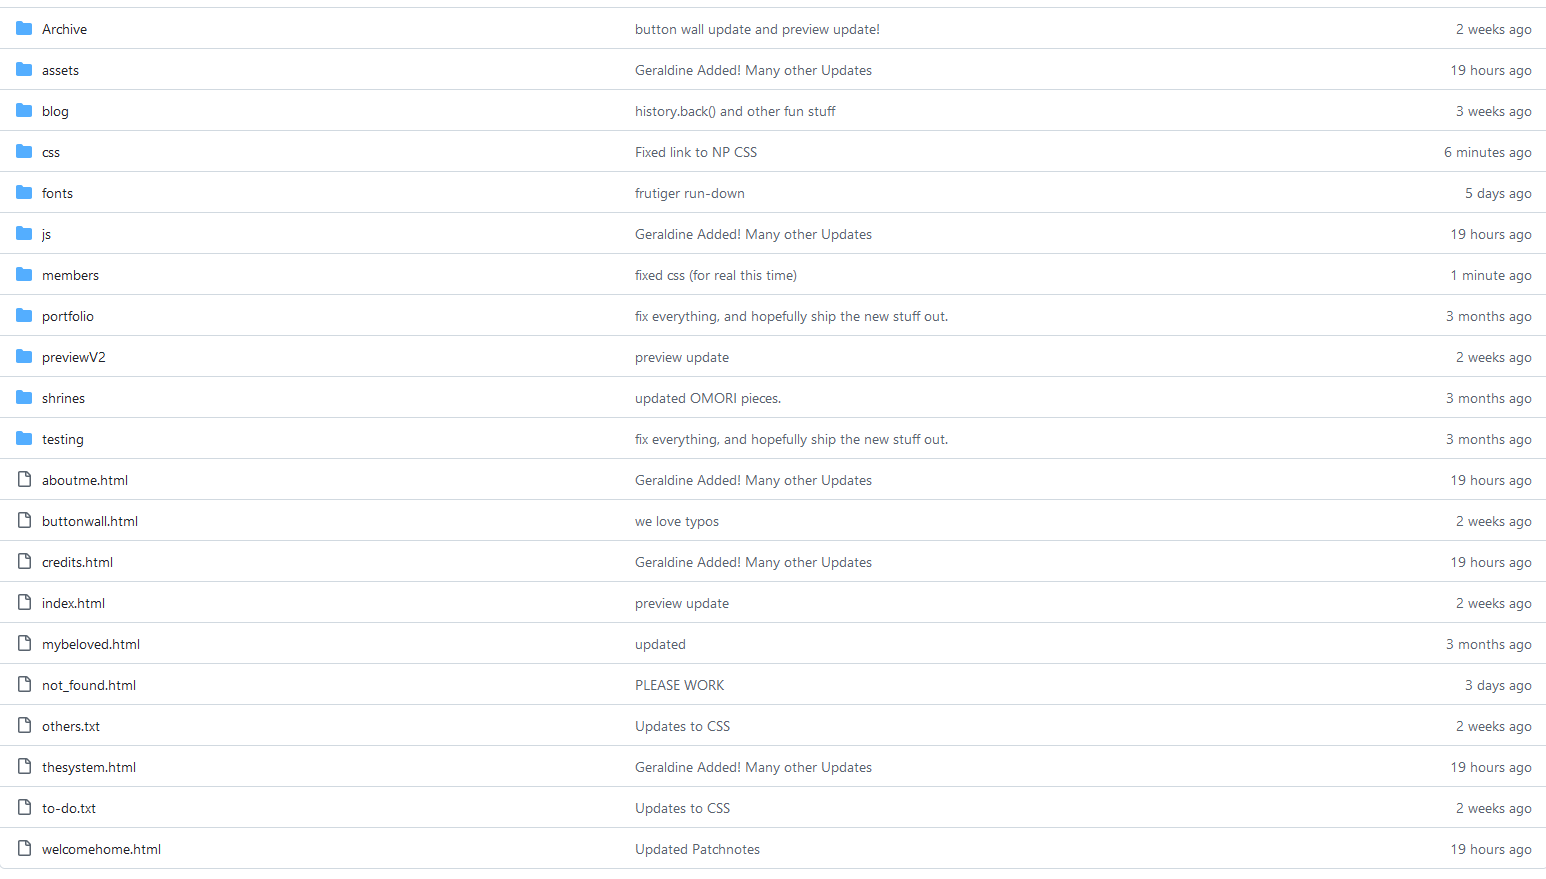 Archive button wall update and preview update! 2 weeks ago
assets Geraldine Added! Many other Updates 19 hours ago
blog history.back() and other fun stuff 3 weeks ago
css Fixed link to NP CSS 6 minutes ago
fonts frutiger run-down 5 days ago
js Geraldine Added! Many other Updates 19 hours ago
members fixed css (for real this time) 1 minute ago
portfolio fix everything, and hopefully ship the new stuff out. 3 months ago
previewV2 preview update 2 weeks ago
shrines updated OMORI pieces. 3 months ago
testing fix everything, and hopefully ship the new stuff out. 3 months ago
aboutme.html Geraldine Added! Many other Updates 19 hours ago
buttonwall.html we love typos 2 weeks ago
credits.html Geraldine Added! Many other Updates 19 hours ago
index.html preview update 2 weeks ago
mybeloved.html updated 3 months ago
not_found.html PLEASE WORK 3 days ago
others.txt Updates to CSS 2 weeks ago
thesystem.html Geraldine Added! Many other Updates 19 hours ago
to-do.txt Updates to CSS 2 weeks ago
welcomehome.html Updated Patchnotes 19 hours ago